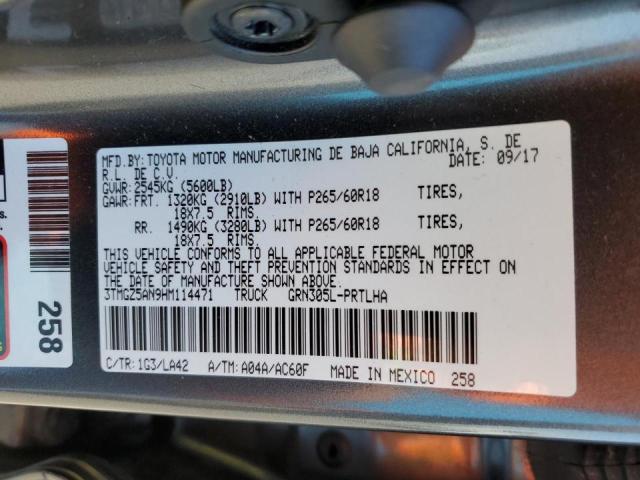 MFD.BY: TOYOTA MOTOR MANUFACTURING DE BAJA CALIFORNIA, S. DE
R.L. DE C.V. DATE: 09/17
GVWR: 2545KG (5600LB)
GAWR: FRT. 1320KG (2910LB) WITH P265/60R18 TIRES,
18X7.5 RIMS.
RR. 1490KG (3280LB) WITH P265/60R18 TIRES,
18X7.5 RIMS.
THIS VEHICLE CONFORMS TO ALL APPLICABLE FEDERAL MOTOR
VEHICLE SAFETY AND THEFT PREVENTION STANDARDS IN EFFECT ON
THE DATE OF MANUFACTURE SHOWN ABOVE.
3TMGZ5AN9HM114471 TRUCK GRN305L-PRTLHA
C/TR: 1G3/LA42 A/TM: A04A/AC60F MADE IN MEXICO 258
258